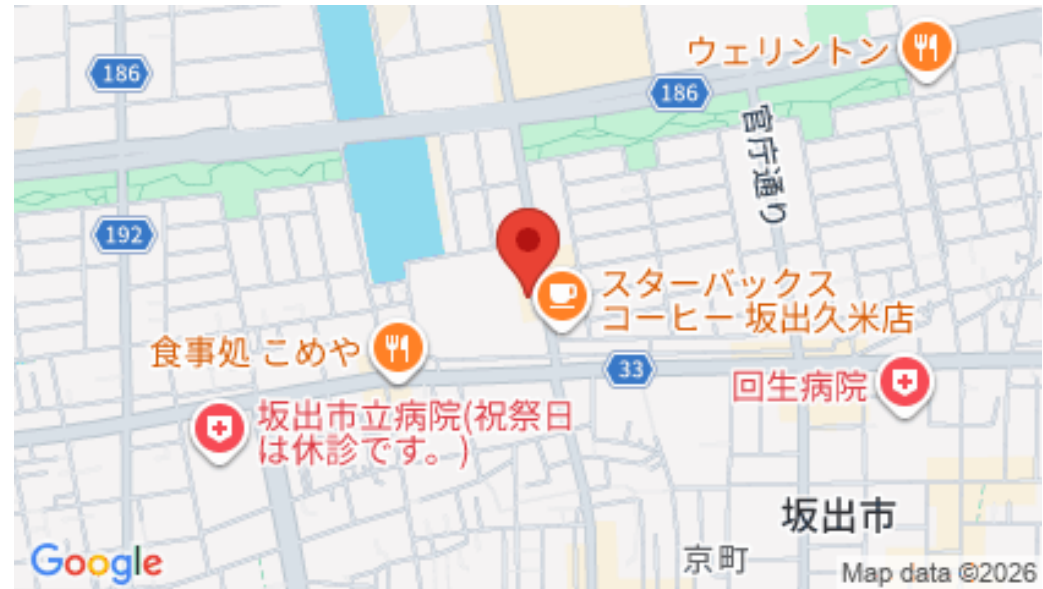 186
ウェリントン
186
官庁通り
192
スターバックス
コーヒー 坂出久米店
食事処 こめや
33
回生病院
坂出市立病院(祝祭日
は休診です。)
坂出市
京町
Google
Map data ©2026